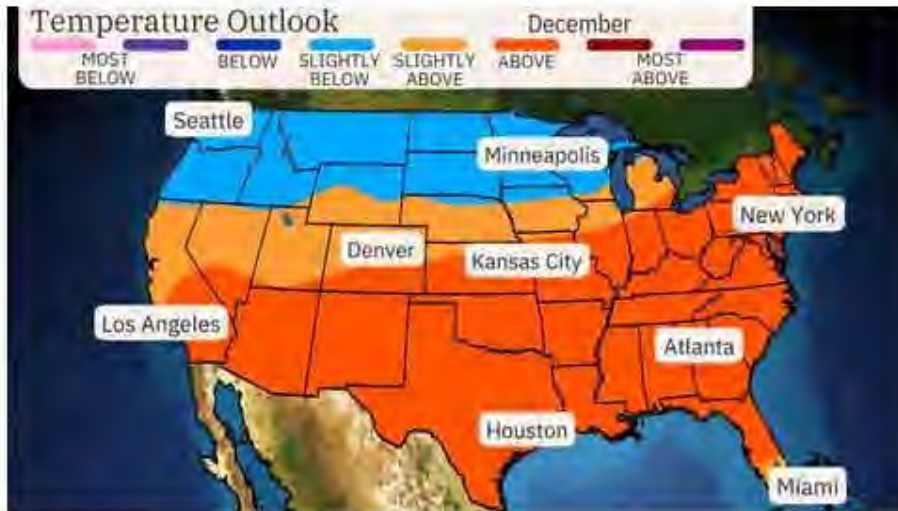 Temperature Outlook
December
MOST BELOW
BELOW
SLIGHTLY BELOW
SLIGHTLY ABOVE
ABOVE
MOST ABOVE
Seattle
Minneapolis
New York
Denver
Kansas City
Los Angeles
Atlanta
Houston
Miami